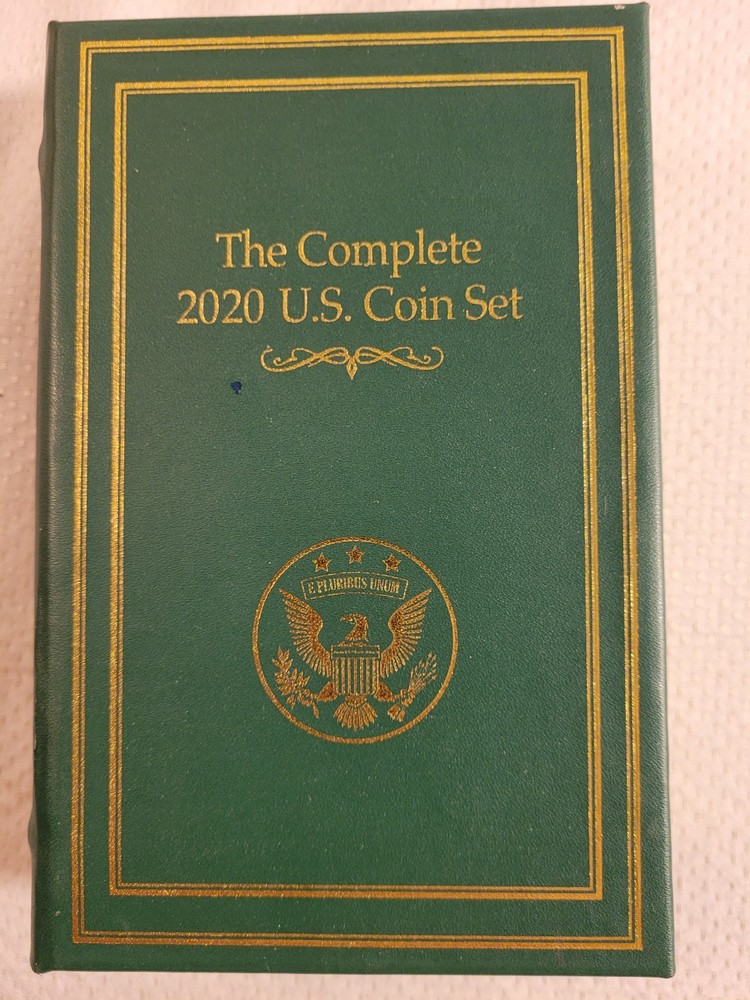 The Complete
2020 U.S. Coin Set
E PLURIBUS UNUM